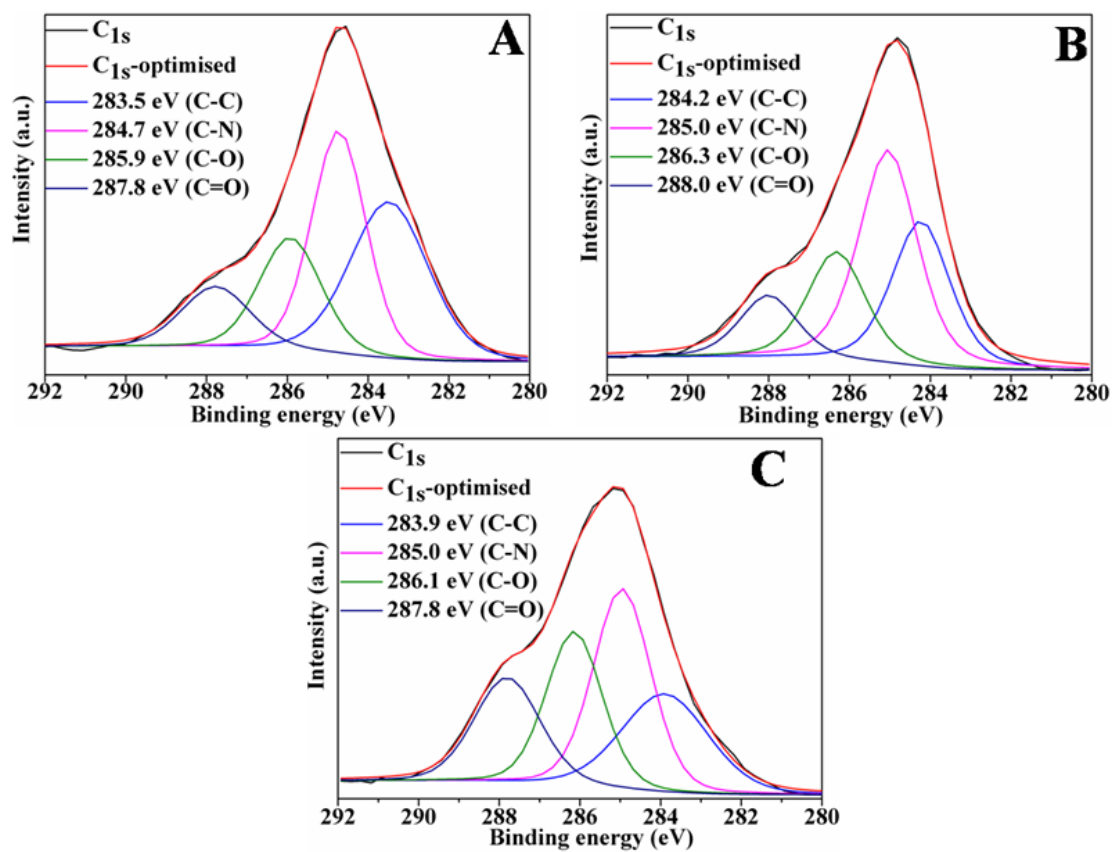 A
C1s
C1s-optimised
283.5 eV (C-C)
284.7 eV (C-N)
285.9 eV (C-O)
287.8 eV (C=O)
Intensity (a.u.)
292 290 288 286 284 282 280
Binding energy (eV)
B
C1s
C1s-optimised
284.2 eV (C-C)
285.0 eV (C-N)
286.3 eV (C-O)
288.0 eV (C=O)
Intensity (a.u.)
292 290 288 286 284 282 280
Binding energy (eV)
C
C1s
C1s-optimised
283.9 eV (C-C)
285.0 eV (C-N)
286.1 eV (C-O)
287.8 eV (C=O)
Intensity (a.u.)
292 290 288 286 284 282 280
Binding energy (eV)